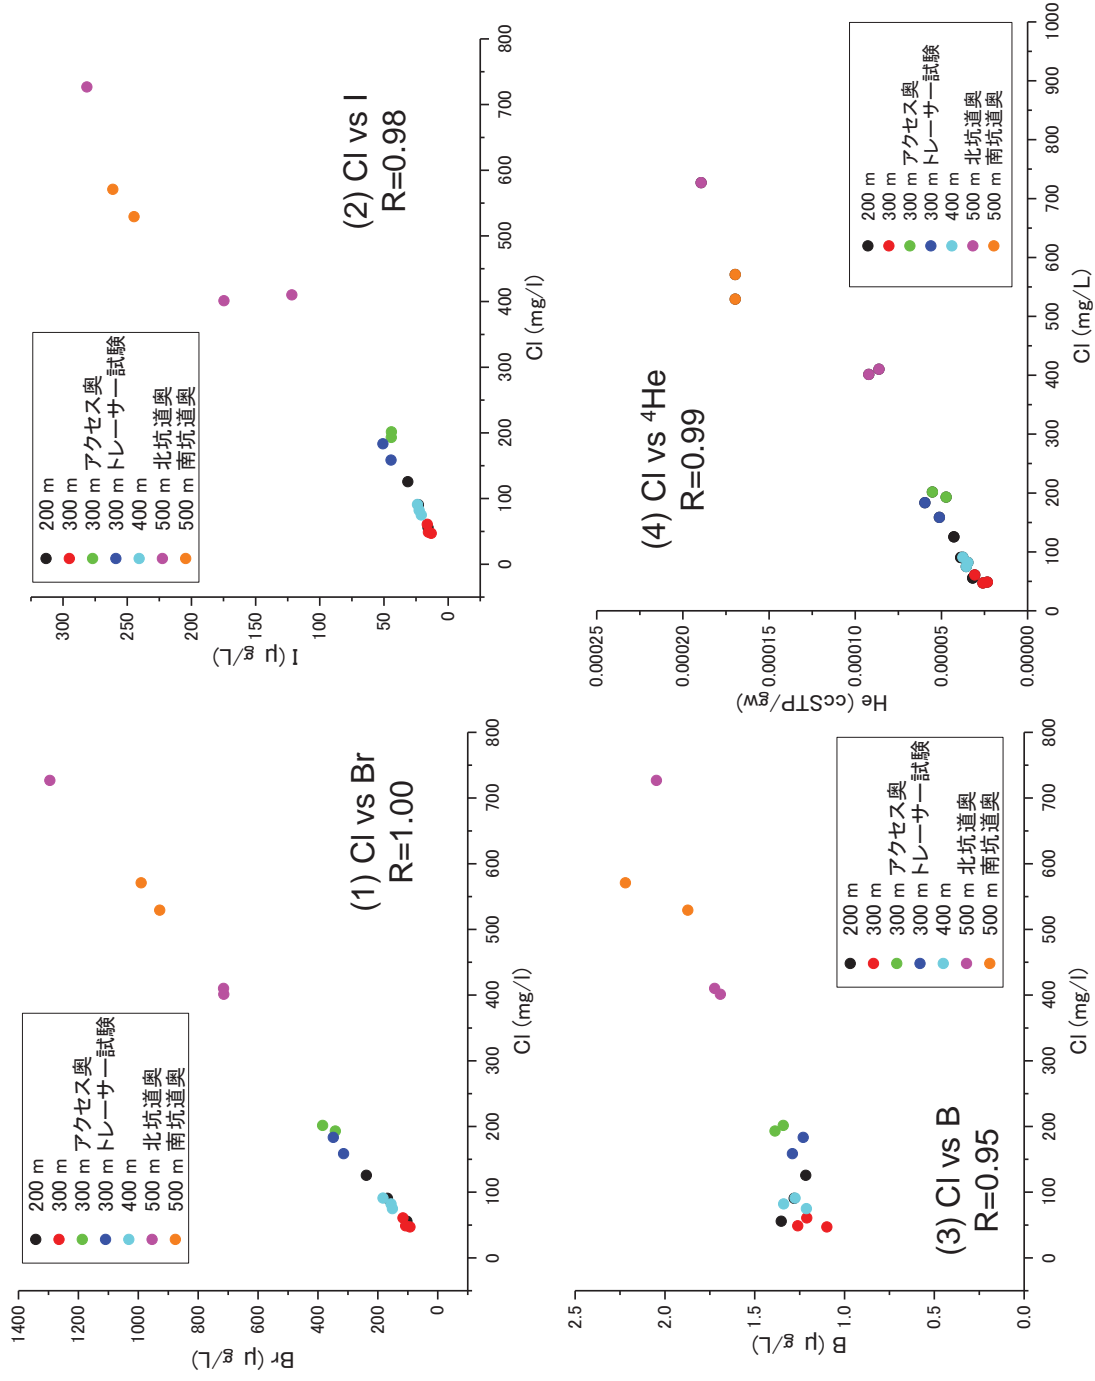 (1) Cl vs Br
R=1.00
200 m
300 m
300 m アクセス奥
300 m トレーサー試験
400 m
500 m 北坑道奥
500 m 南坑道奥
Br (μ g/L)
1400
1200
1000
800
600
400
200
0
0 100 200 300 400 500 600 700 800
Cl (mg/l)
(2) Cl vs I
R=0.98
200 m
300 m
300 m アクセス奥
300 m トレーサー試験
400 m
500 m 北坑道奥
500 m 南坑道奥
I (μ g/L)
300
250
200
150
100
50
0
0 100 200 300 400 500 600 700 800
Cl (mg/l)
(3) Cl vs B
R=0.95
200 m
300 m
300 m アクセス奥
300 m トレーサー試験
400 m
500 m 北坑道奥
500 m 南坑道奥
B (μ g/L)
2.5
2.0
1.5
1.0
0.5
0.0
0 100 200 300 400 500 600 700 800
Cl (mg/l)
(4) Cl vs ⁴He
R=0.99
200 m
300 m
300 m アクセス奥
300 m トレーサー試験
400 m
500 m 北坑道奥
500 m 南坑道奥
He (ccSTP/gw)
0.00025
0.00020
0.00015
0.00010
0.00005
0.00000
0 100 200 300 400 500 600 700 800 900 1000
Cl (mg/L)